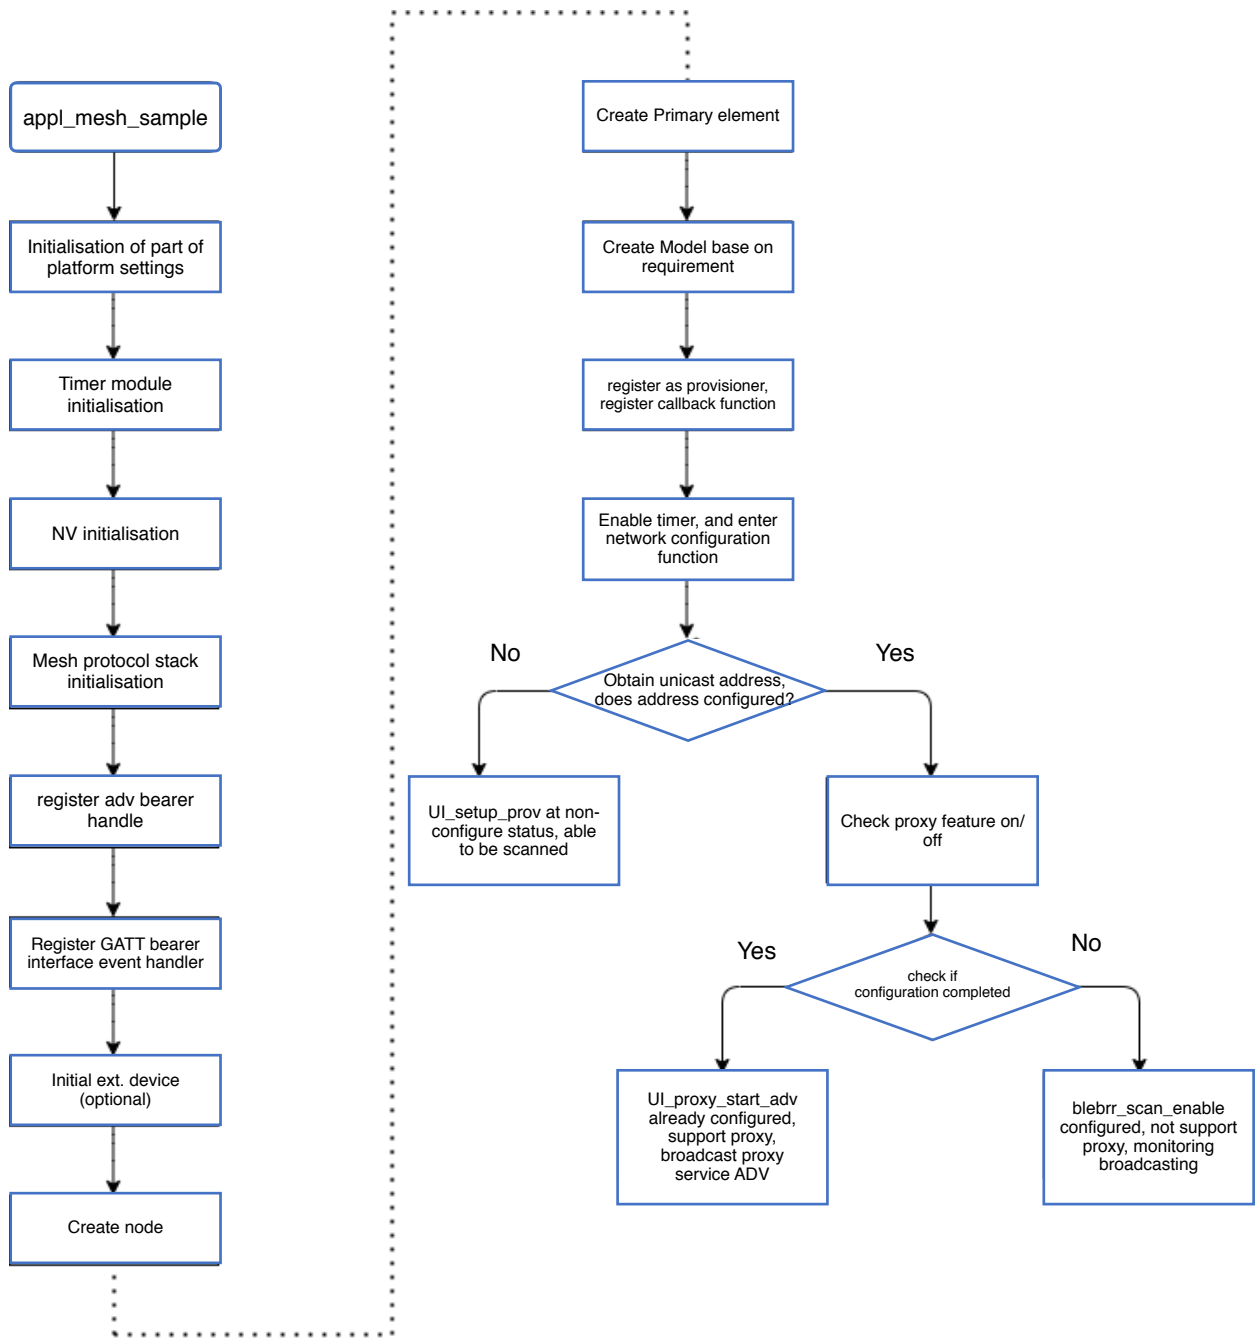 appl_mesh_sample
Initialisation of part of
platform settings
Timer module
initialisation
NV initialisation
Mesh protocol stack
initialisation
register adv bearer
handle
Register GATT bearer
interface event handler
Initial ext. device
(optional)
Create node
Create Primary element
Create Model base on
requirement
register as provisioner,
register callback function
Enable timer, and enter
network configuration
function
Obtain unicast address,
does address configured?
No
Yes
UI_setup_prov at non-
configure status, able
to be scanned
Check proxy feature on/
off
check if
configuration completed
Yes
No
UI_proxy_start_adv
already configured,
support proxy,
broadcast proxy
service ADV
blebrr_scan_enable
configured, not support
proxy, monitoring
broadcasting